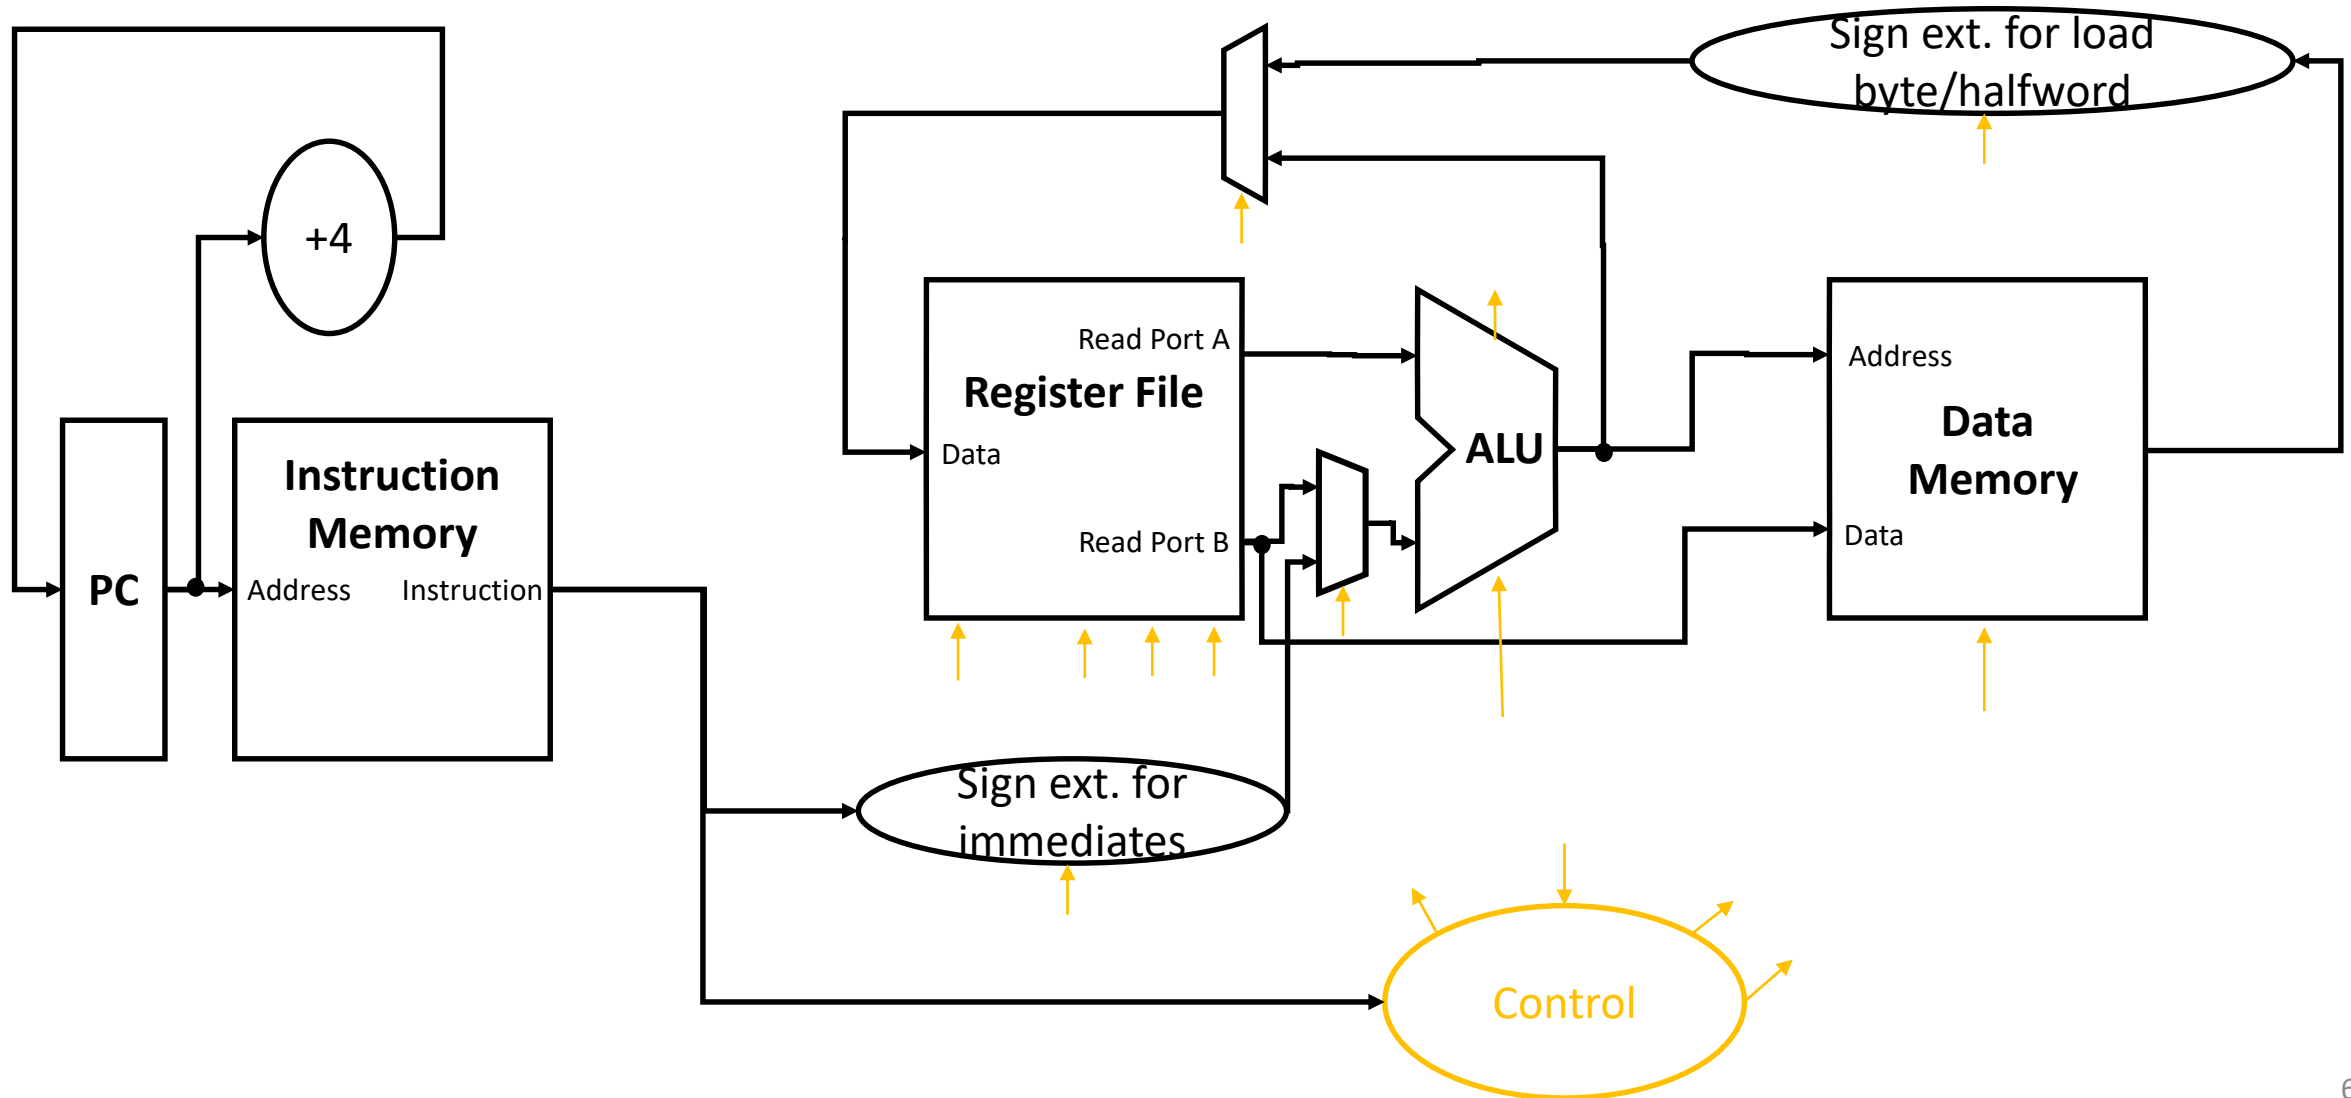 Sign ext. for load
byte/halfword
+4
Read Port A
Register File
Data
Read Port B
ALU
Address
Data
Memory
Data
Instruction
Memory
PC
Address
Instruction
Sign ext. for
immediates
Control
6